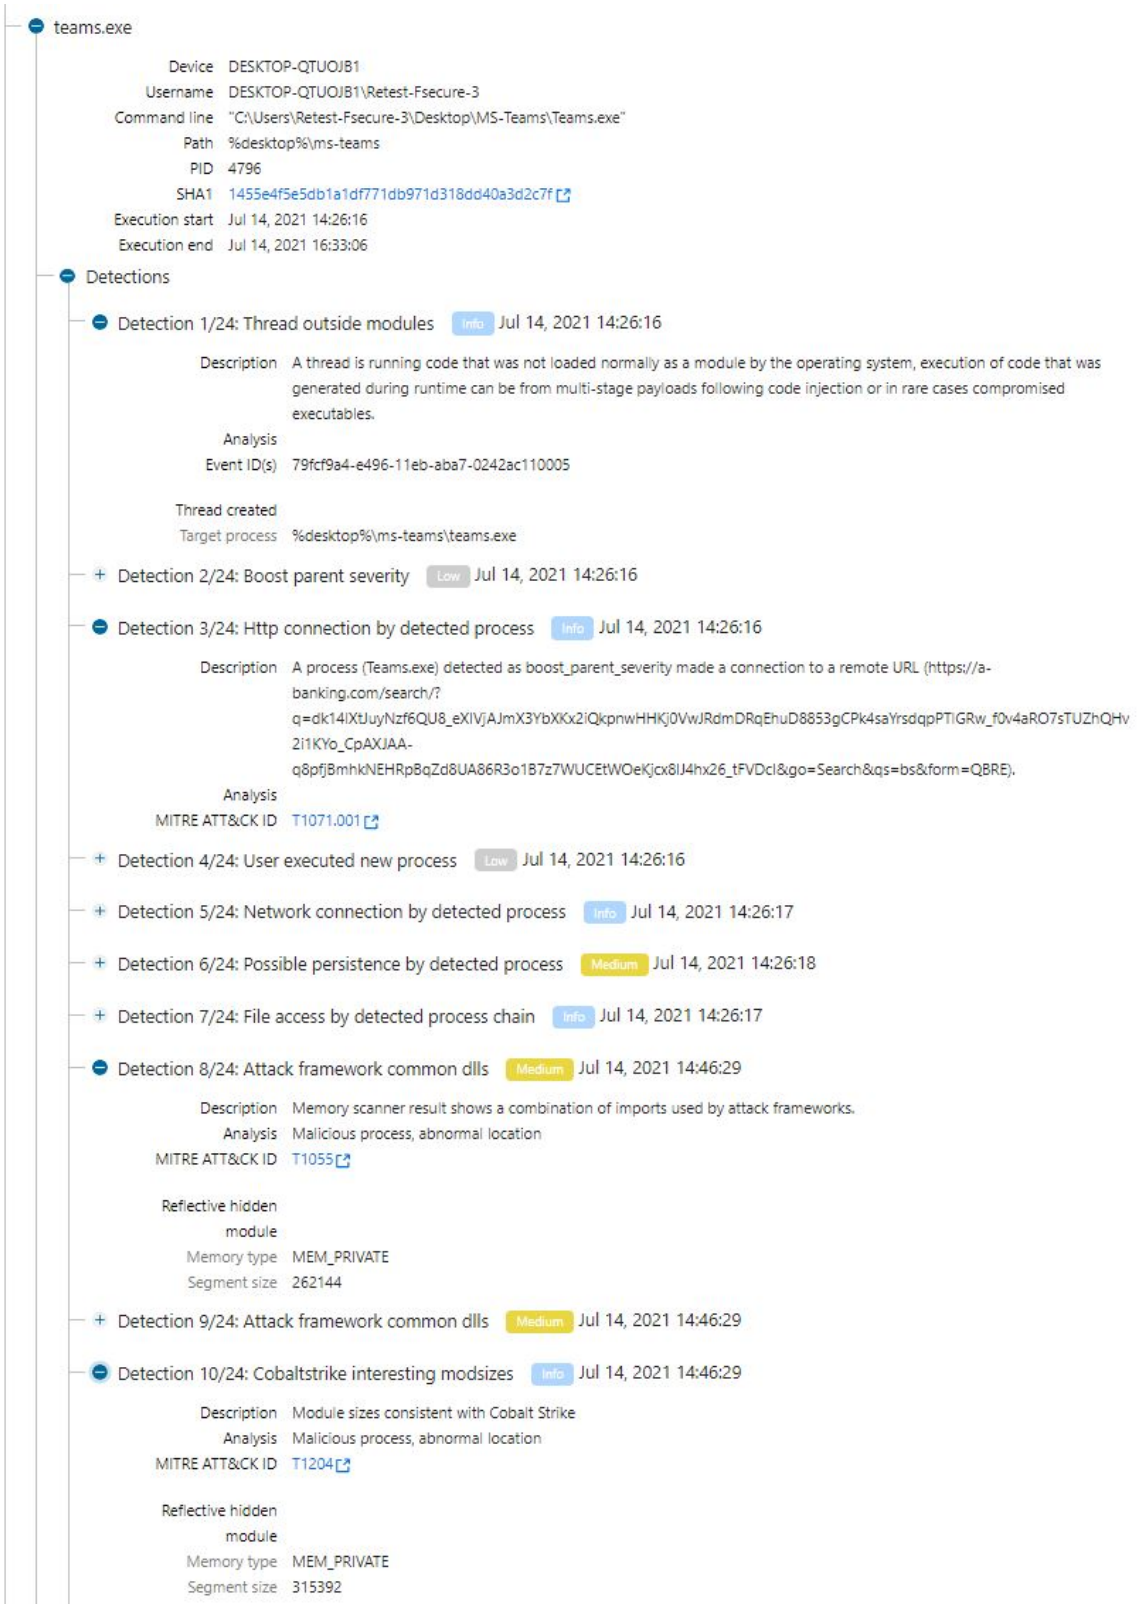 teams.exe
Device DESKTOP-QTUOJB1
Username DESKTOP-QTUOJB1\Retest-Fsecure-3
Command line "C:\Users\Retest-Fsecure-3\Desktop\MS-Teams\Teams.exe"
Path %desktop%\ms-teams
PID 4796
SHA1 1455e4f5e5db1a1df771db971d318dd40a3d2c7f
Execution start Jul 14, 2021 14:26:16
Execution end Jul 14, 2021 16:33:06
Detections
Detection 1/24: Thread outside modules Info Jul 14, 2021 14:26:16
Description A thread is running code that was not loaded normally as a module by the operating system, execution of code that was
generated during runtime can be from multi-stage payloads following code injection or in rare cases compromised
executables.
Analysis
Event ID(s) 79fcf9a4-e496-11eb-aba7-0242ac110005
Thread created
Target process %desktop%\ms-teams\teams.exe
+ Detection 2/24: Boost parent severity Low Jul 14, 2021 14:26:16
Detection 3/24: Http connection by detected process Info Jul 14, 2021 14:26:16
Description A process (Teams.exe) detected as boost_parent_severity made a connection to a remote URL (https://a-
banking.com/search/?
q=dk14IXtJuyNzf6QU8_eXIVjAJmX3YbXKx2iQkpnwHHKj0VwJRdmDRqEhuD8853gCPk4saYrsdqpPTIGRw_f0v4aRO7sTUZhQHv
2i1KYo_CpAXJAA-
q8pfjBmhkNEHRpBqZd8UA86R3o1B7z7WUCEtWOeKjcx8IJ4hx26_tFVDcI&go=Search&qs=bs&form=QBRE).
Analysis
MITRE ATT&CK ID T1071.001
+ Detection 4/24: User executed new process Low Jul 14, 2021 14:26:16
+ Detection 5/24: Network connection by detected process Info Jul 14, 2021 14:26:17
+ Detection 6/24: Possible persistence by detected process Medium Jul 14, 2021 14:26:18
+ Detection 7/24: File access by detected process chain Info Jul 14, 2021 14:26:17
Detection 8/24: Attack framework common dlls Medium Jul 14, 2021 14:46:29
Description Memory scanner result shows a combination of imports used by attack frameworks.
Analysis Malicious process, abnormal location
MITRE ATT&CK ID T1055
Reflective hidden
module
Memory type MEM_PRIVATE
Segment size 262144
+ Detection 9/24: Attack framework common dlls Medium Jul 14, 2021 14:46:29
Detection 10/24: Cobaltstrike interesting modsizes Info Jul 14, 2021 14:46:29
Description Module sizes consistent with Cobalt Strike
Analysis Malicious process, abnormal location
MITRE ATT&CK ID T1204
Reflective hidden
module
Memory type MEM_PRIVATE
Segment size 315392